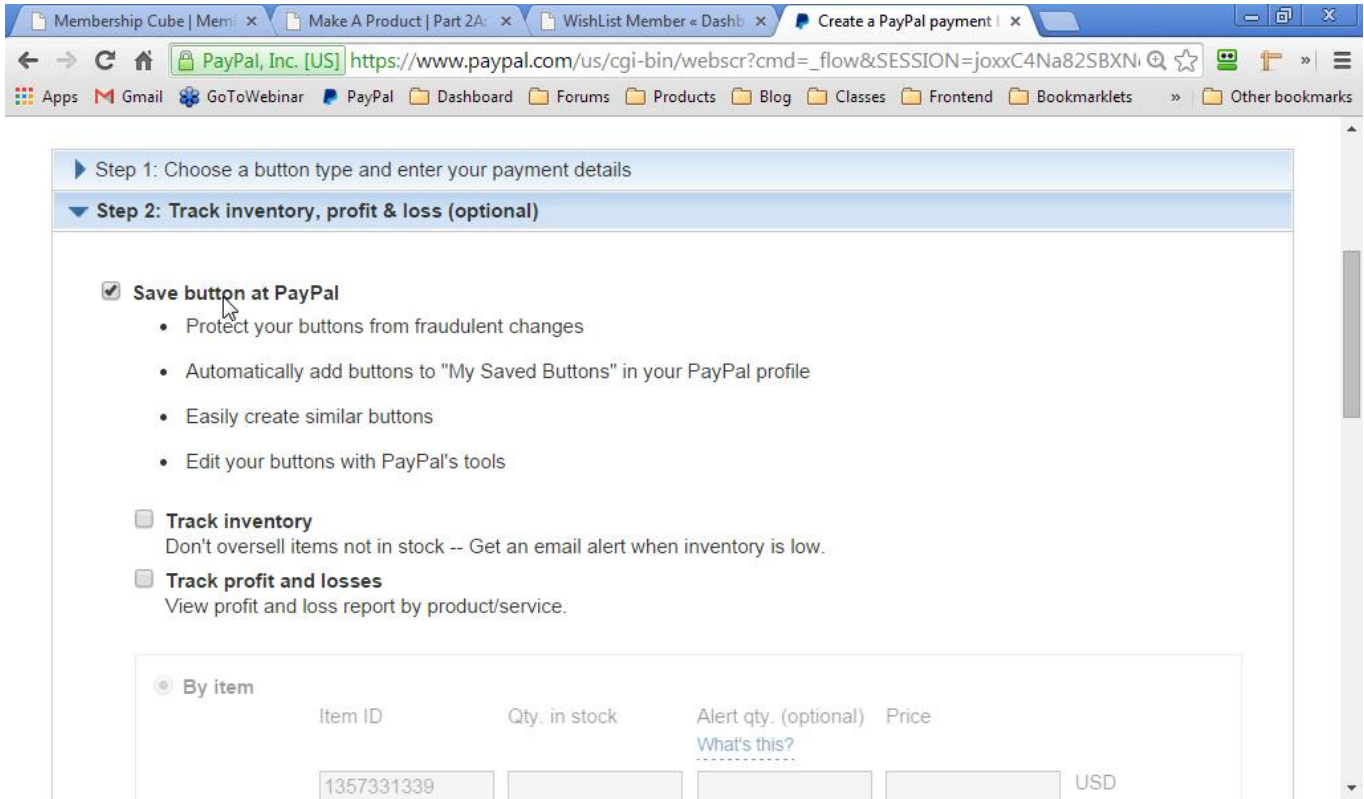 Membership Cube | Meml
Make A Product | Part 2A:
WishList Member « Dashb
Create a PayPal payment l
PayPal, Inc. [US] https://www.paypal.com/us/cgi-bin/webscr?cmd=_flow&SESSION=joxxC4Na82SBXN
Apps Gmail GoToWebinar PayPal Dashboard Forums Products Blog Classes Frontend Bookmarklets » Other bookmarks
Step 1: Choose a button type and enter your payment details
Step 2: Track inventory, profit & loss (optional)
Save button at PayPal
• Protect your buttons from fraudulent changes
• Automatically add buttons to "My Saved Buttons" in your PayPal profile
• Easily create similar buttons
• Edit your buttons with PayPal's tools
Track inventory
Don't oversell items not in stock -- Get an email alert when inventory is low.
Track profit and losses
View profit and loss report by product/service.
By item
Item ID Qty. in stock Alert qty. (optional) Price
What's this?
1357331339 USD